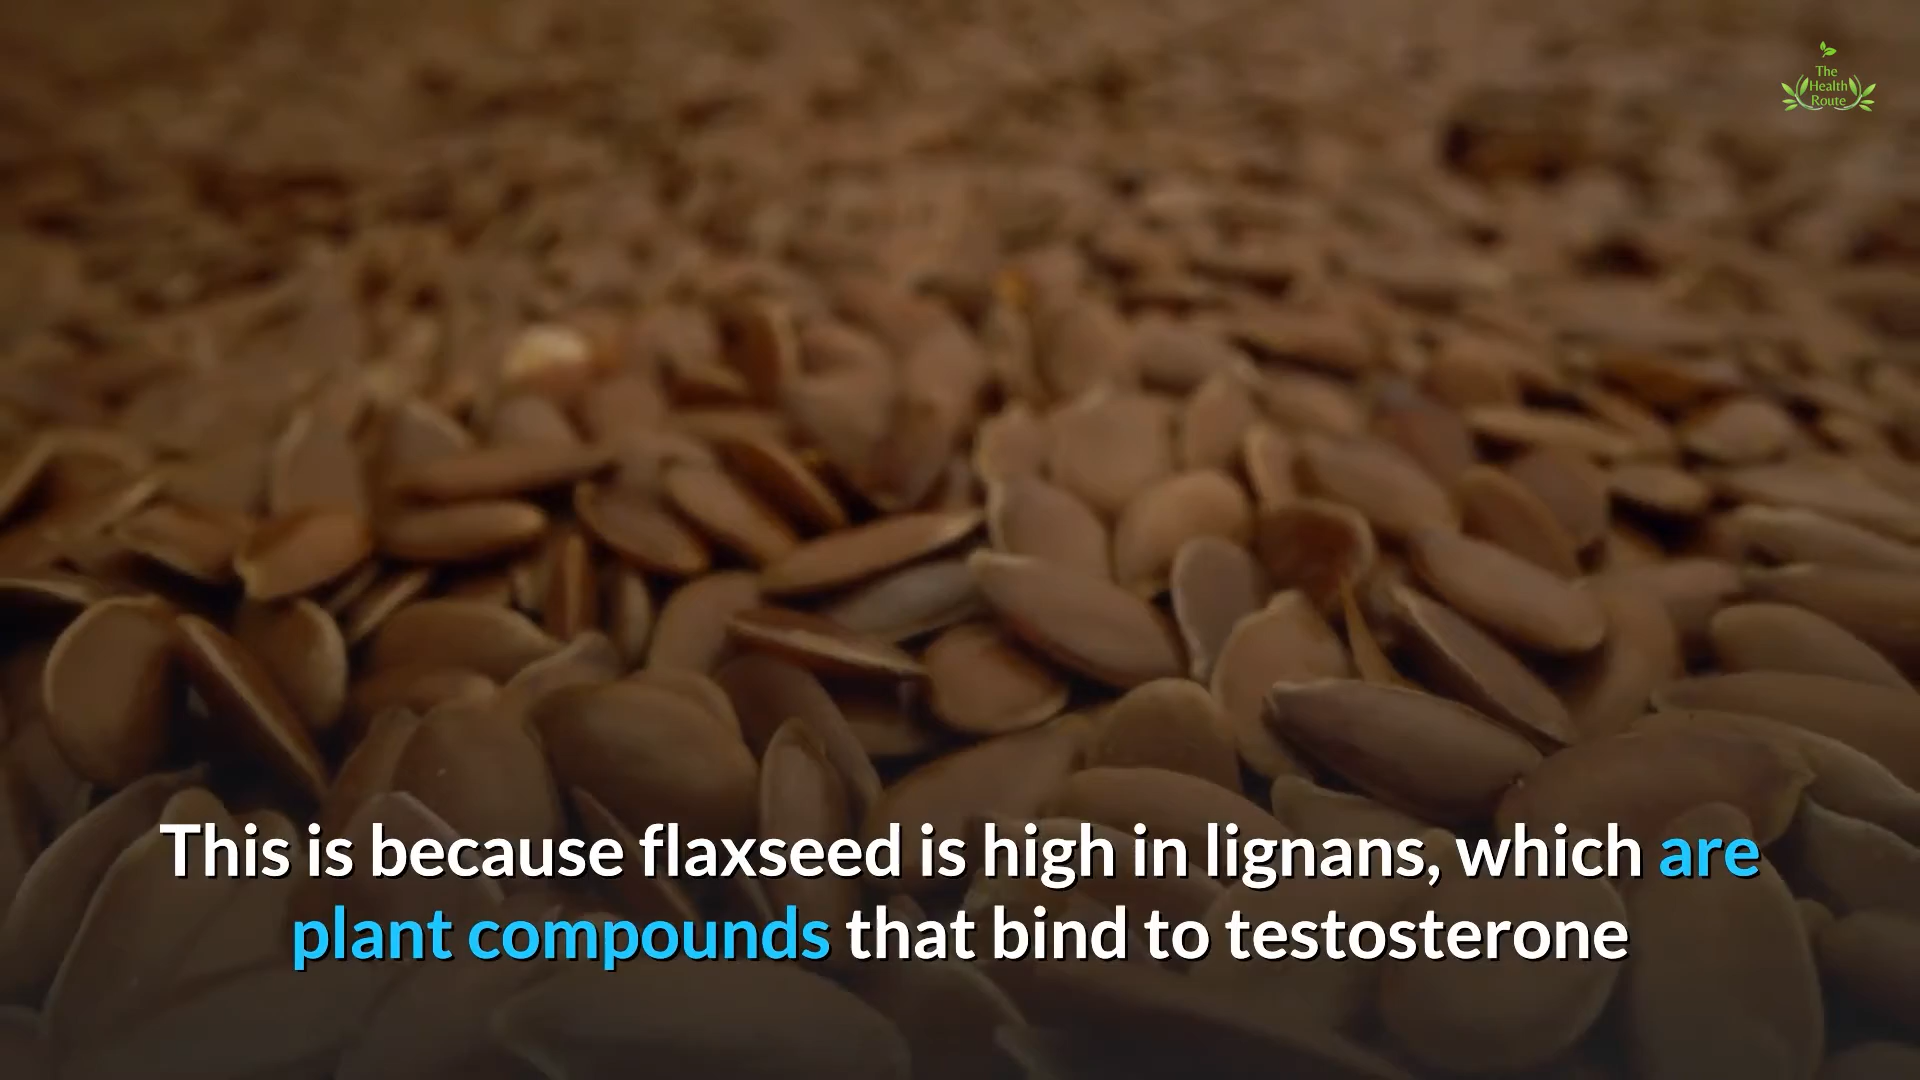 The
Health
Route
This is because flaxseed is high in lignans, which are
plant compounds that bind to testosterone